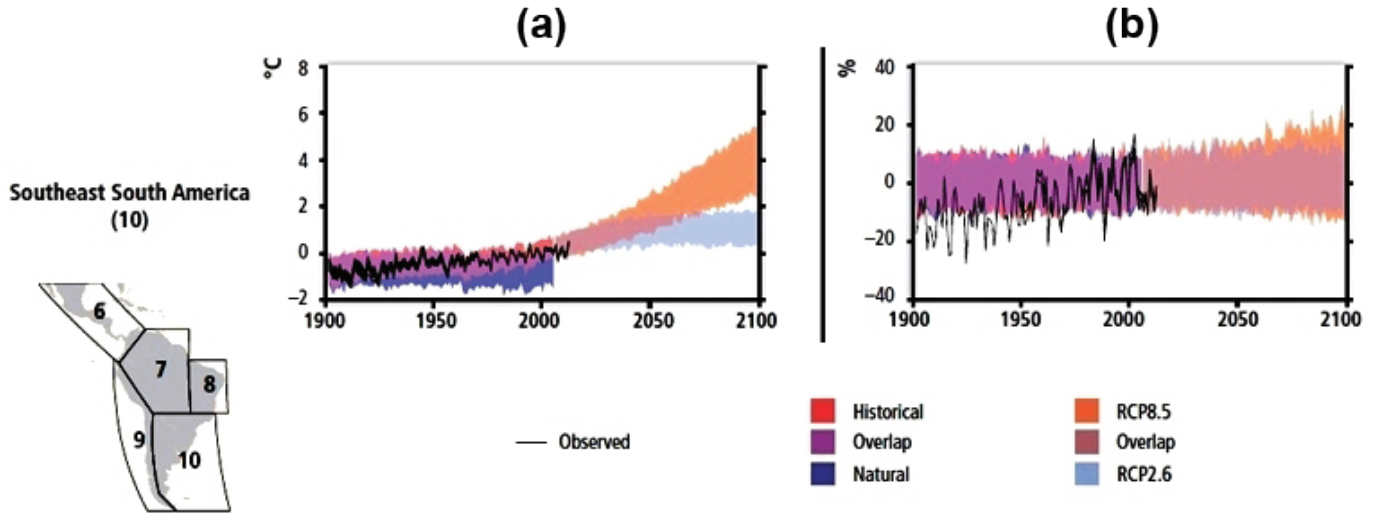 (a)
(b)
°C
8
6
4
2
0
−2
1900
1950
2000
2050
2100
%
40
20
0
−20
−40
1900
1950
2000
2050
2100
Southeast South America
(10)
6
7
8
9
10
Observed
Historical
Overlap
Natural
RCP8.5
Overlap
RCP2.6